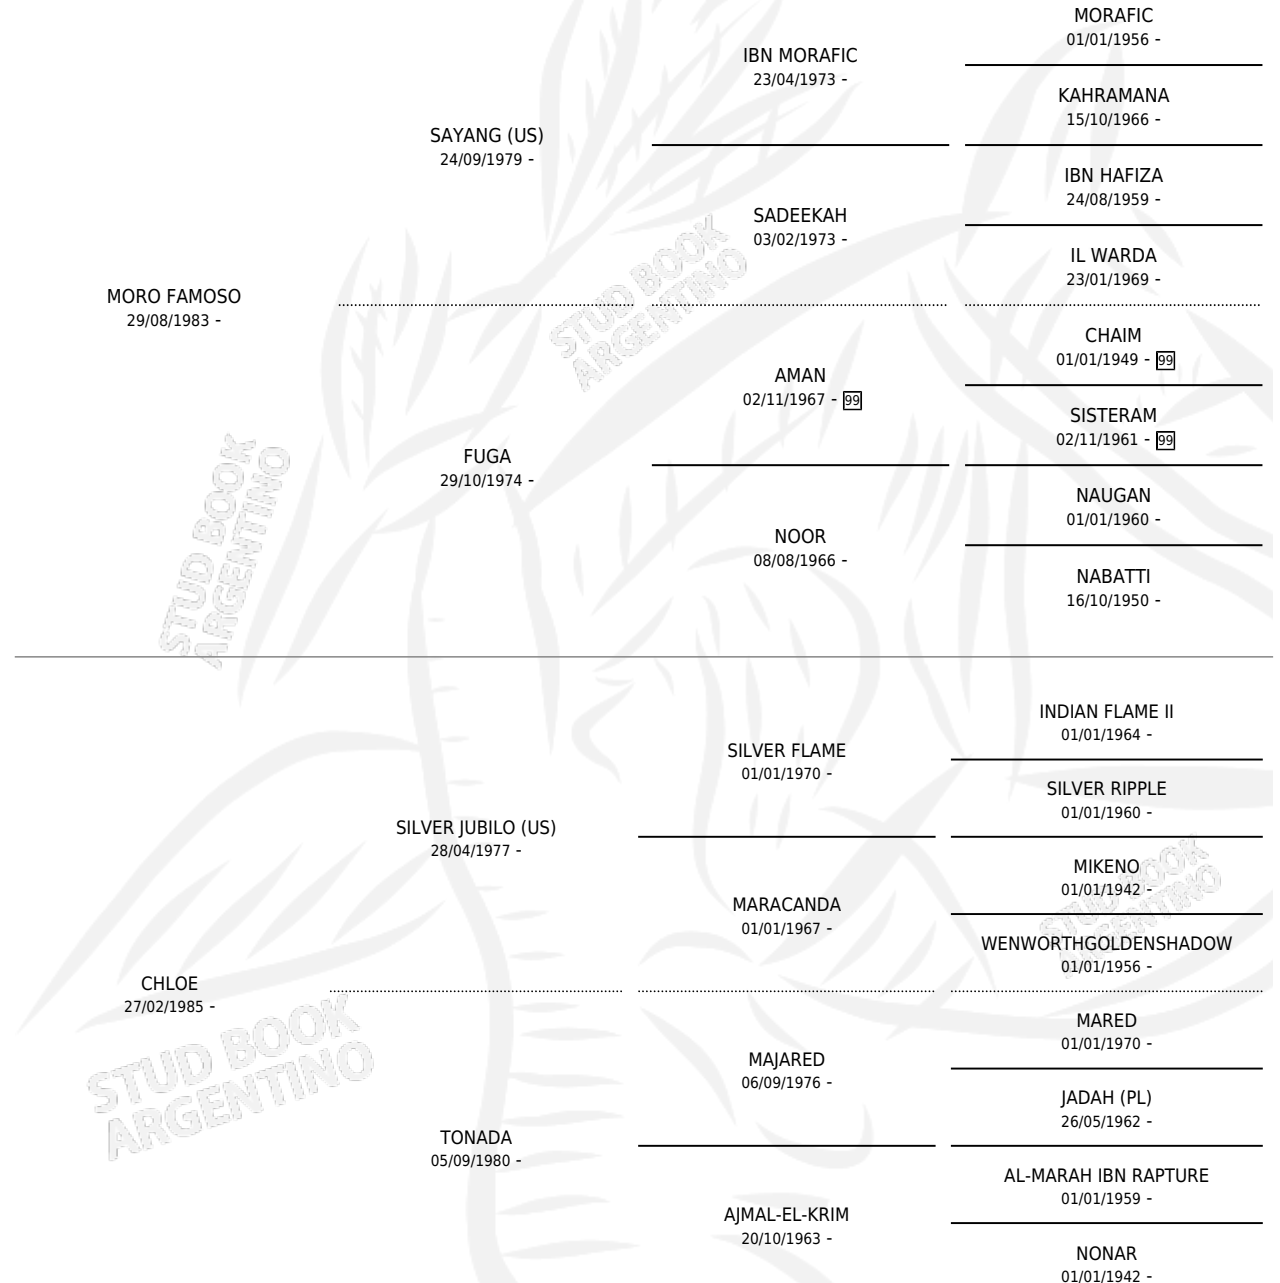 MORAFIC
01/01/1956 -
IBN MORAFIC
23/04/1973 -
KAHRAMANA
15/10/1966 -
SAYANG (US)
24/09/1979 -
IBN HAFIZA
24/08/1959 -
SADEEKAH
03/02/1973 -
IL WARDA
23/01/1969 -
MORO FAMOSO
29/08/1983 -
CHAIM
01/01/1949 - 99
AMAN
02/11/1967 - 99
SISTERAM
02/11/1961 - 99
FUGA
29/10/1974 -
NAUGAN
01/01/1960 -
NOOR
08/08/1966 -
NABATTI
16/10/1950 -
STUD BOOK
ARGENTINO
STUD BOOK
ARGENTINO
INDIAN FLAME II
01/01/1964 -
SILVER FLAME
01/01/1970 -
SILVER RIPPLE
01/01/1960 -
SILVER JUBILO (US)
28/04/1977 -
MIKENO
01/01/1942 -
MARACANDA
01/01/1967 -
WENWORTHGOLDENSHADOW
01/01/1956 -
STUD BOOK
ARGENTINO
CHLOE
27/02/1985 -
MARED
01/01/1970 -
MAJARED
06/09/1976 -
JADAH (PL)
26/05/1962 -
TONADA
05/09/1980 -
AL-MARAH IBN RAPTURE
01/01/1959 -
AJMAL-EL-KRIM
20/10/1963 -
NONAR
01/01/1942 -
STUD BOOK
ARGENTINO